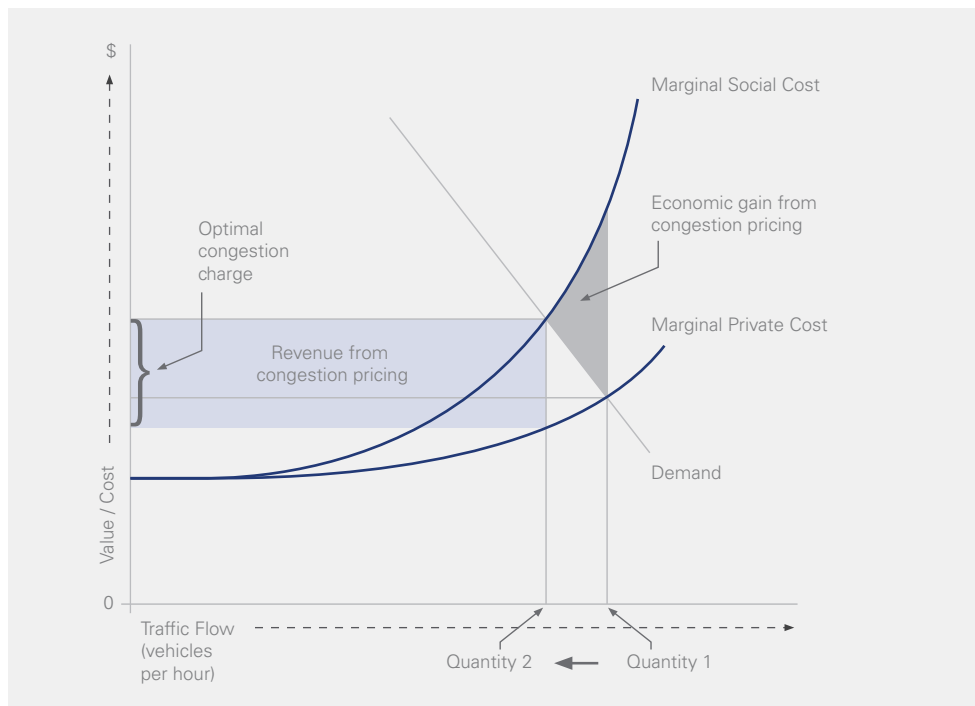 $
Marginal Social Cost
Economic gain from
congestion pricing
Optimal
congestion
charge
Marginal Private Cost
Revenue from
congestion pricing
Demand
Value / Cost
0
Traffic Flow
(vehicles
per hour)
Quantity 2
Quantity 1